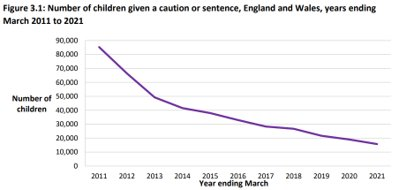 Figure 3.1: Number of children given a caution or sentence, England and Wales, years ending
March 2011 to 2021
90,000
80,000
70,000
60,000
50,000
40,000
30,000
20,000
10,000
0
Number of
children
2011 2012 2013 2014 2015 2016 2017 2018 2019 2020 2021
Year ending March